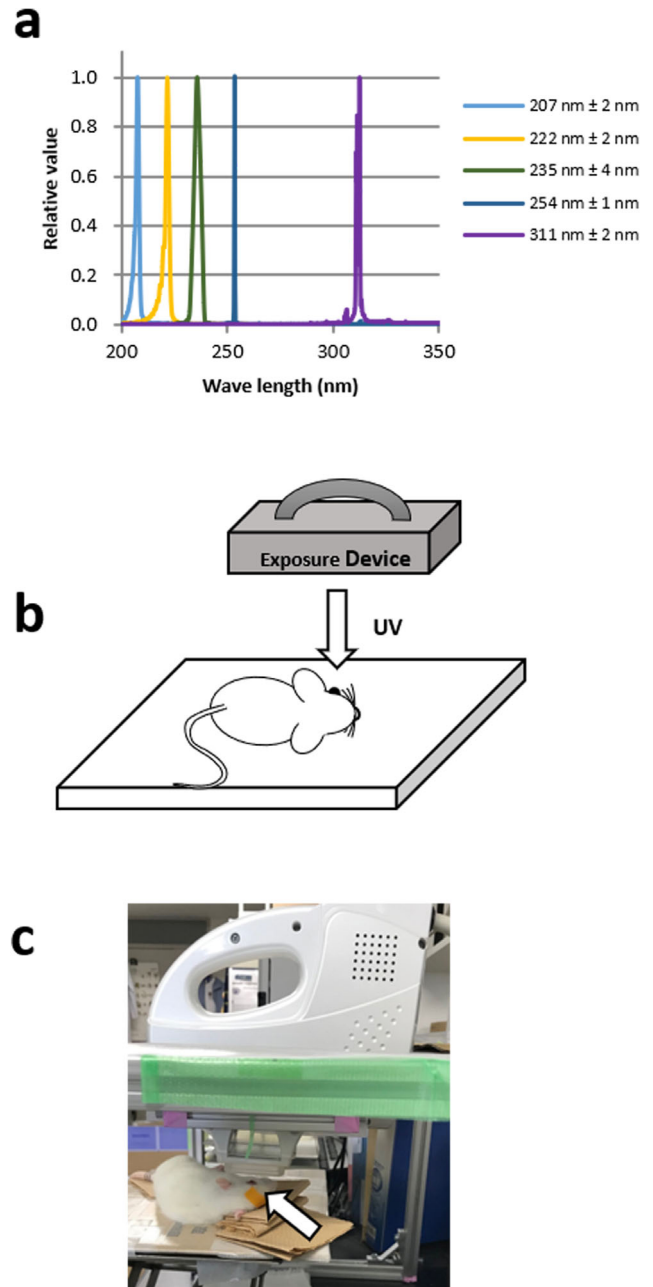 a
1.0
0.8
0.6
0.4
0.2
0.0
Relative value
200
250
300
350
Wave length (nm)
207 nm ± 2 nm
222 nm ± 2 nm
235 nm ± 4 nm
254 nm ± 1 nm
311 nm ± 2 nm
Exposure Device
b
UV
c